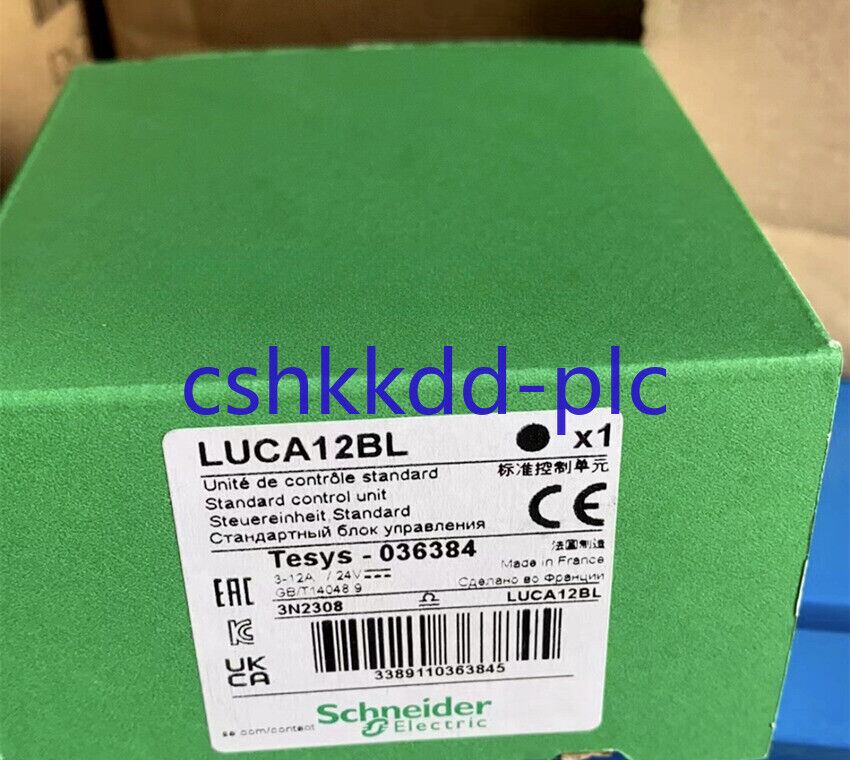 cshkkdd-plc
LUCA12BL x1
Unité de contrôle standard
标准控制单元
Standard control unit
Steuereinheit Standard
Стандартный блок управления
CE
Tesys - 036384
法国制造
3-12A / 24V
Made in France
GB/T14048 9
Сделано во Франции
EAC
3N2308
LUCA12BL
UK
CA
3389110363845
se.com/contact
Schneider
Electric